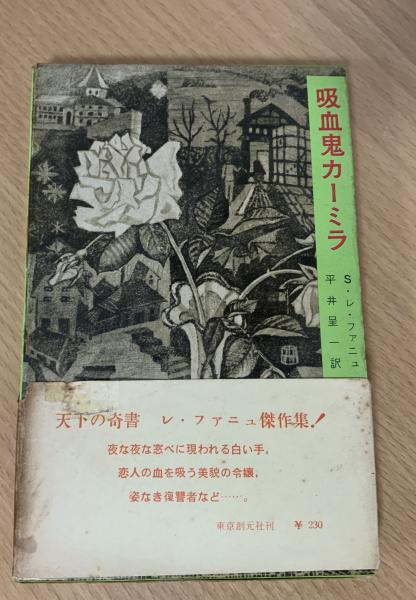 吸血鬼カーミラ
S・レ・ファニュ
平井呈一訳
天下の奇書 レ・ファニュ傑作集!
夜な夜な窓べに現われる白い手,
恋人の血を吸う美貌の令嬢,
姿なき復讐者など……。
東京創元社刊 ¥ 230